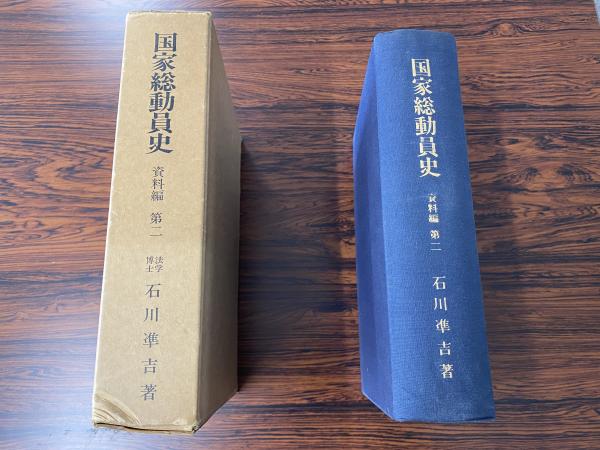 国家総動員史
資料編 第二
法学
博士
石川準吉著
国家総動員史
資料編 第二
石川準吉著